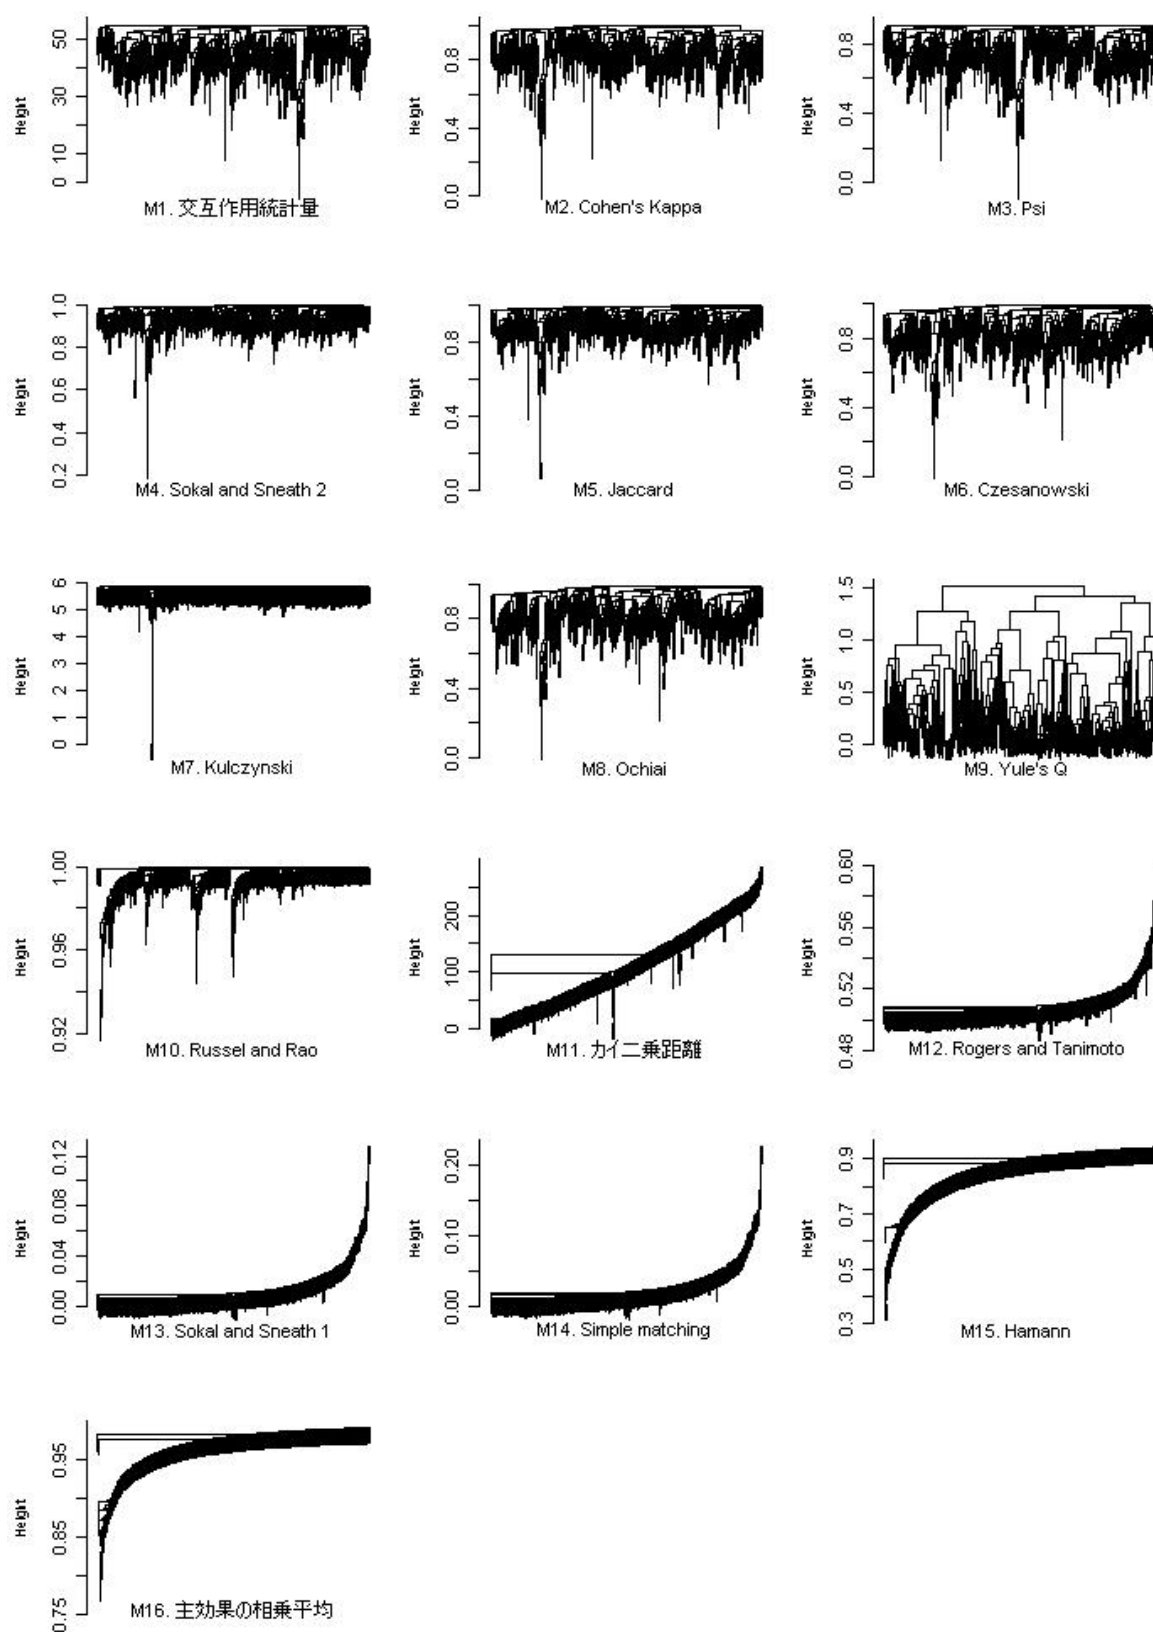 Height
50
30
10
0
M1. 交互作用統計量
0.8
0.4
0.0
M2. Cohen's Kappa
Height
0.8
0.4
0
M3. Psi
Height
1.0
0.8
0.6
0.4
0.2
M4. Sokal and Sneath 2
Height
0.8
0.4
0.0
M5. Jaccard
Height
0.8
0.4
0.0
M6. Czesanowski
Height
6
5
4
3
2
1
0
M7. Kulczynski
Height
0.8
0.4
0.0
M8. Ochiai
Height
1.5
1.0
0.5
0.0
M9. Yule's Q
Height
1.00
0.96
0.92
M10. Russel and Rao
Height
200
100
0
M11. カイ二乗距離
Height
0.60
0.56
0.52
0.48
M12. Rogers and Tanimoto
Height
0.12
0.08
0.04
0.00
M13. Sokal and Sneath 1
Height
0.20
0.10
0.00
M14. Simple matching
Height
0.9
0.7
0.5
0.3
M15. Hamann
Height
0.95
0.85
0.75
M16. 主効果の相乗平均
Height